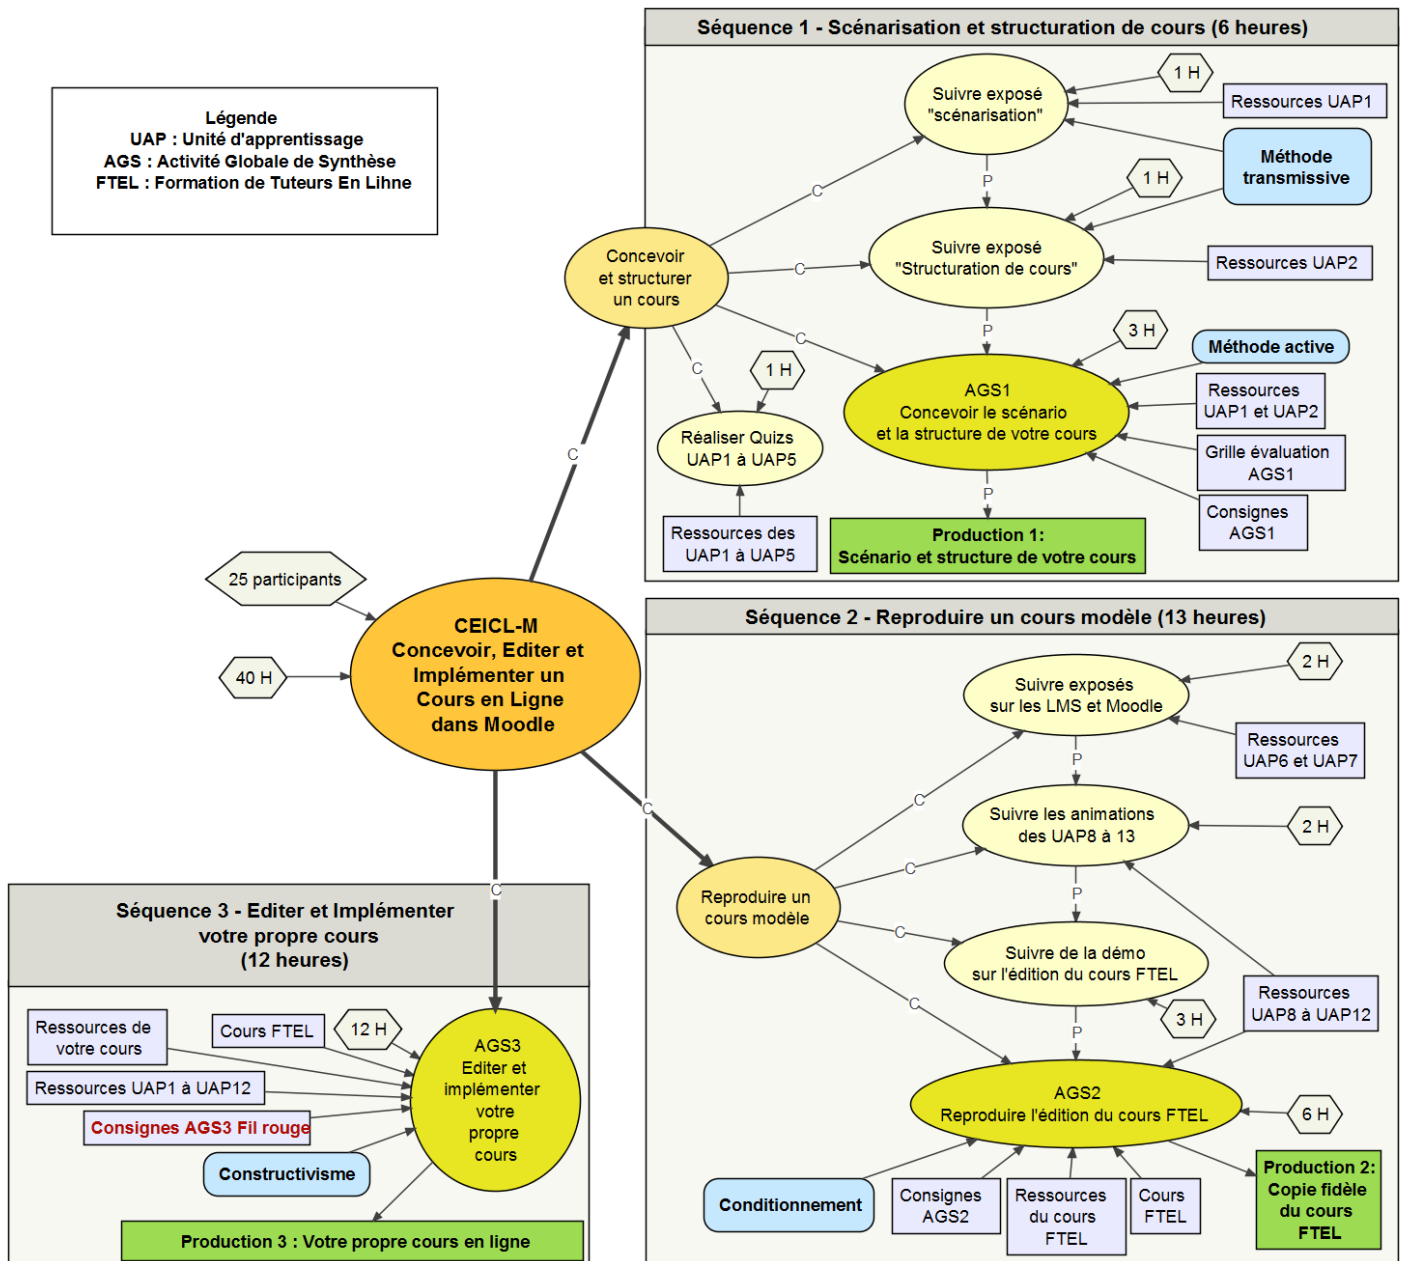 Séquence 1 - Scénarisation et structuration de cours (6 heures)
Légende
UAP : Unité d'apprentissage
AGS : Activité Globale de Synthèse
FTEL : Formation de Tuteurs En Lihne
Suivre exposé
"scénarisation"
1 H
Ressources UAP1
Méthode
transmissive
C
P
1 H
Suivre exposé
"Structuration de cours"
Ressources UAP2
Concevoir
et structurer
un cours
C
P
C
C
3 H
Méthode active
1 H
AGS1
Concevoir le scénario
et la structure de votre cours
Ressources
UAP1 et UAP2
Réaliser Quizs
UAP1 à UAP5
Grille évaluation
AGS1
C
P
Consignes
AGS1
Ressources des
UAP1 à UAP5
Production 1:
Scénario et structure de votre cours
25 participants
40 H
CEICL-M
Concevoir, Editer et
Implémenter un
Cours en Ligne
dans Moodle
Séquence 2 - Reproduire un cours modèle (13 heures)
2 H
Suivre exposés
sur les LMS et Moodle
Ressources
UAP6 et UAP7
P
C
C
Suivre les animations
des UAP8 à 13
2 H
C
P
Reproduire un
cours modèle
C
Suivre de la démo
sur l'édition du cours FTEL
Ressources
UAP8 à UAP12
C
3 H
P
AGS2
Reproduire l'édition du cours FTEL
6 H
Conditionnement
Consignes
AGS2
Ressources
du cours
FTEL
Cours
FTEL
Production 2:
Copie fidèle
du cours
FTEL
C
Séquence 3 - Editer et Implémenter
votre propre cours
(12 heures)
Ressources de
votre cours
Cours FTEL
12 H
Ressources UAP1 à UAP12
Consignes AGS3 Fil rouge
Constructivisme
AGS3
Editer et
implémenter
votre
propre
cours
Production 3 : Votre propre cours en ligne